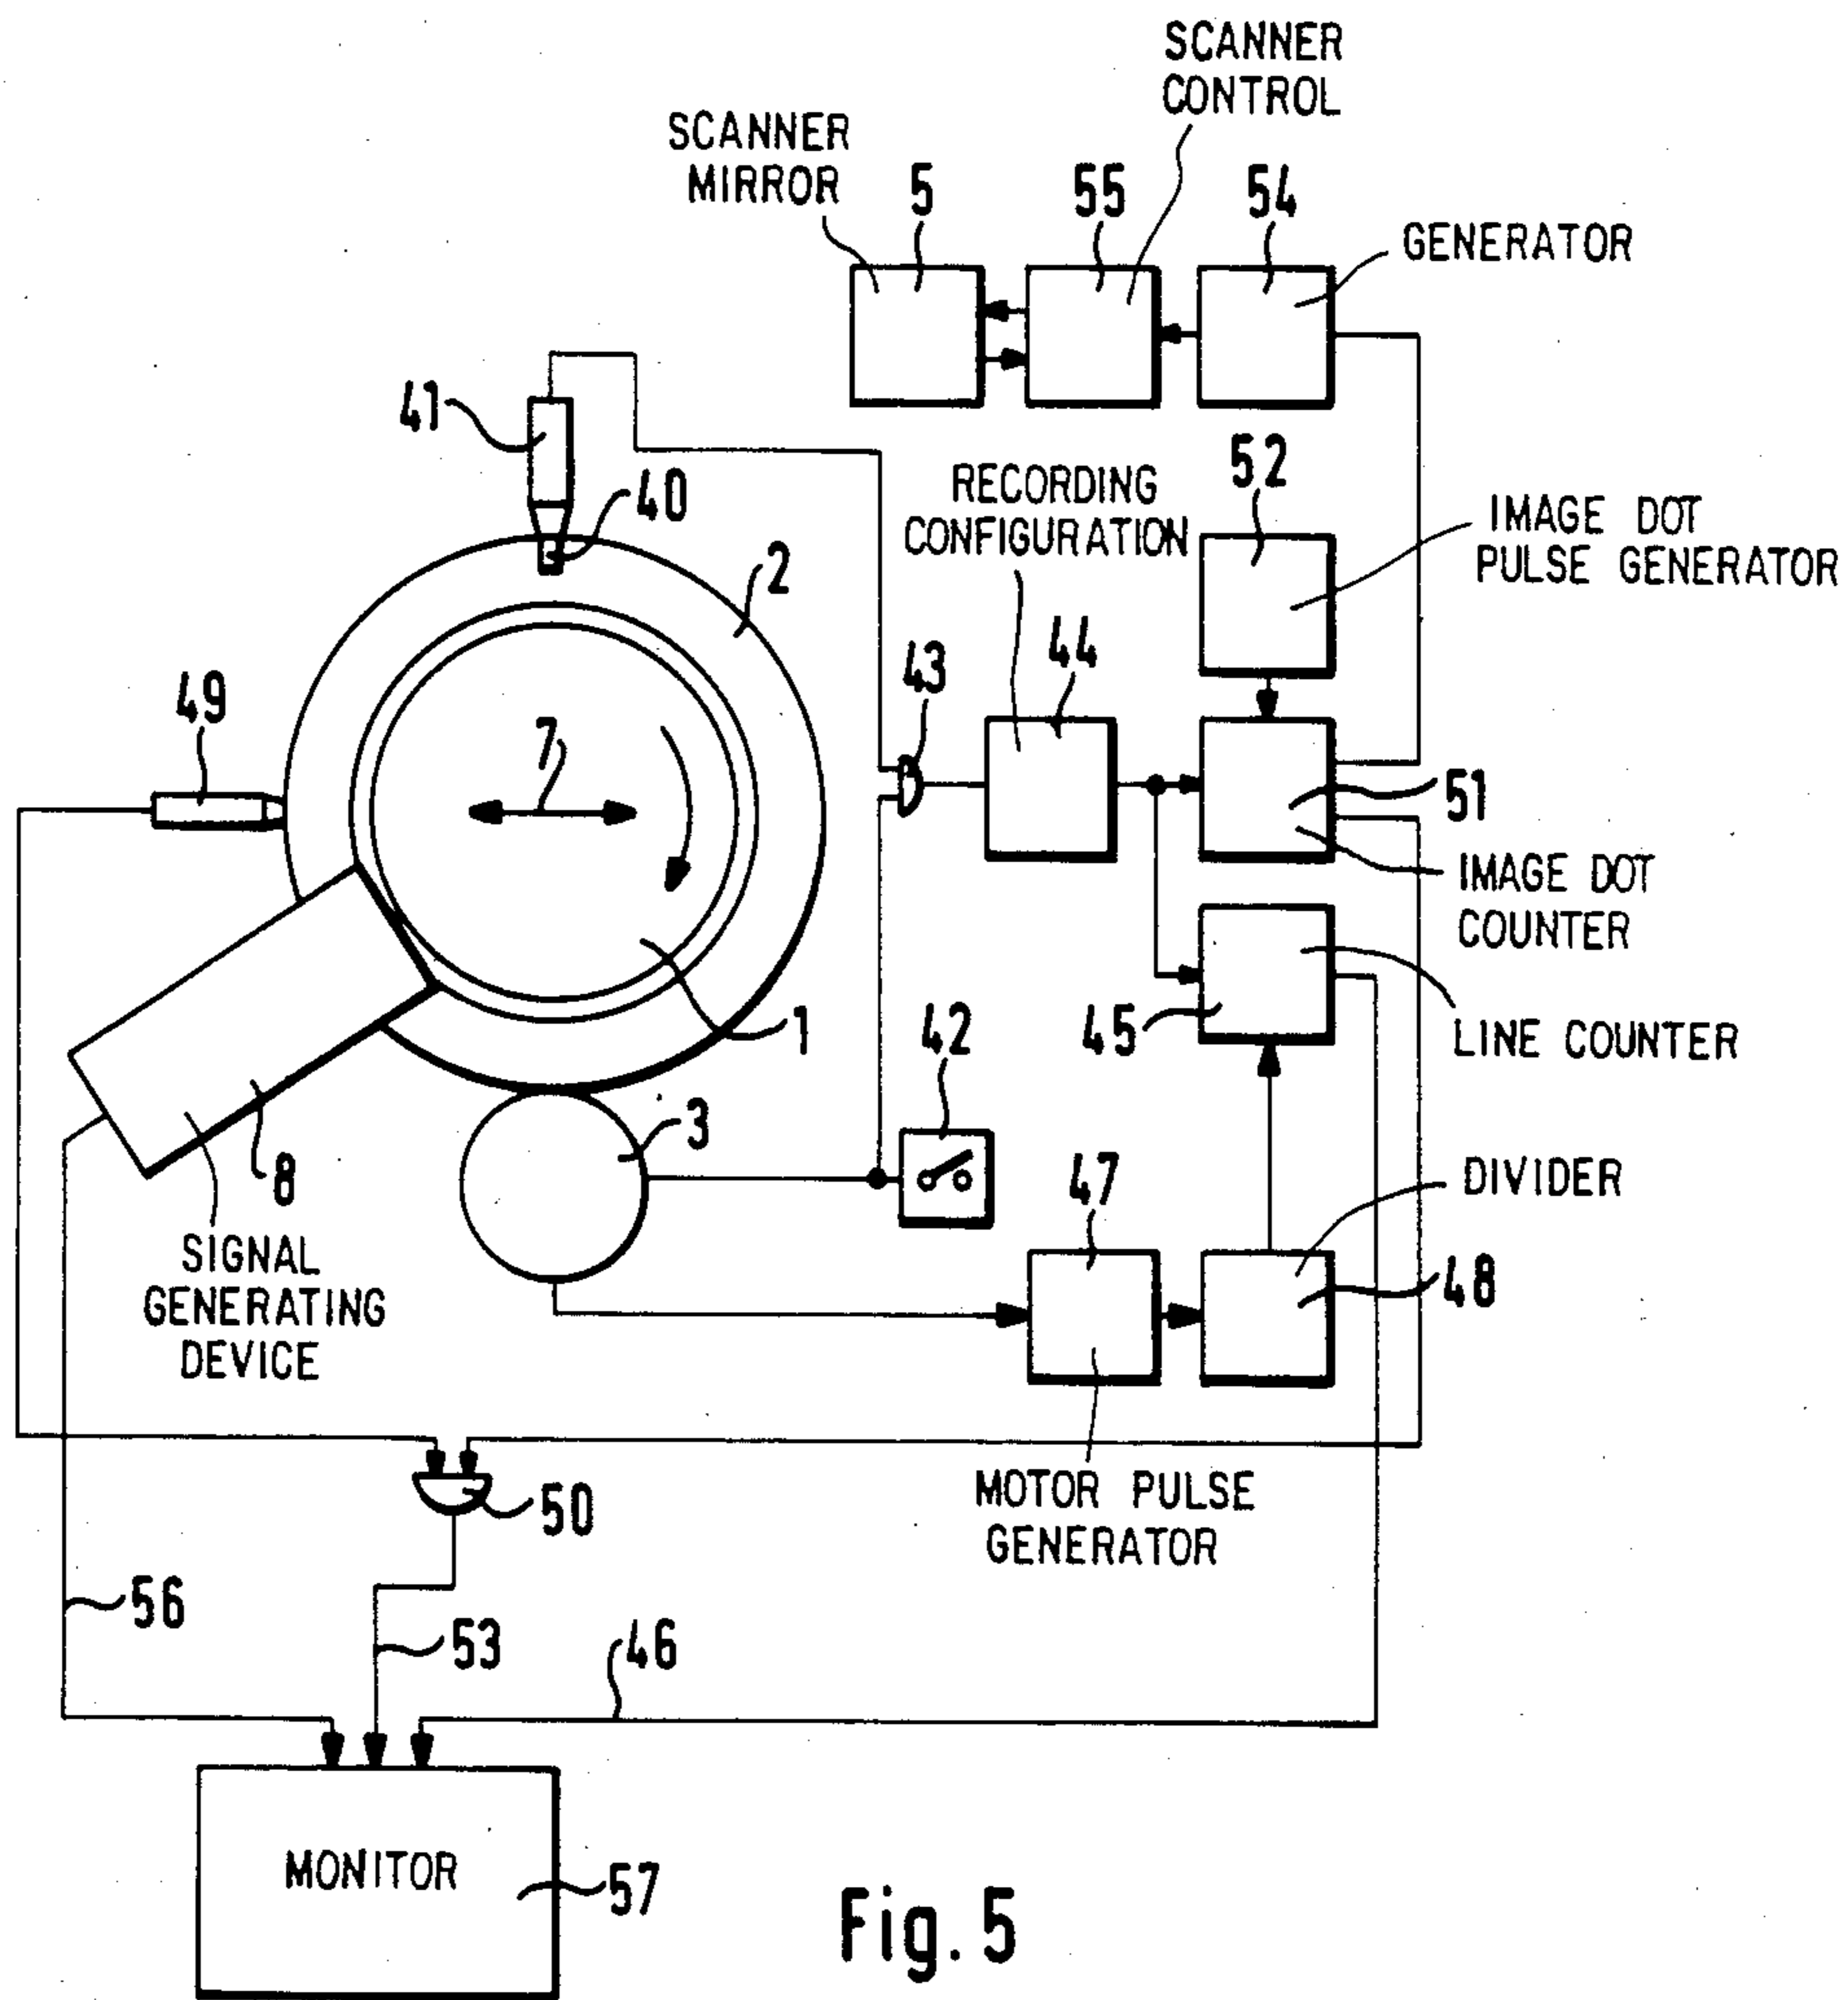 SCANNER
CONTROL
SCANNER
MIRROR
5
55
54
GENERATOR
41
40
RECORDING
CONFIGURATION
52
IMAGE DOT
PULSE GENERATOR
2
49
7
43
44
51
IMAGE DOT
COUNTER
1
42
45
LINE COUNTER
3
8
47
DIVIDER
SIGNAL
GENERATING
DEVICE
48
50
MOTOR PULSE
GENERATOR
56
53
46
MONITOR
57
Fig. 5